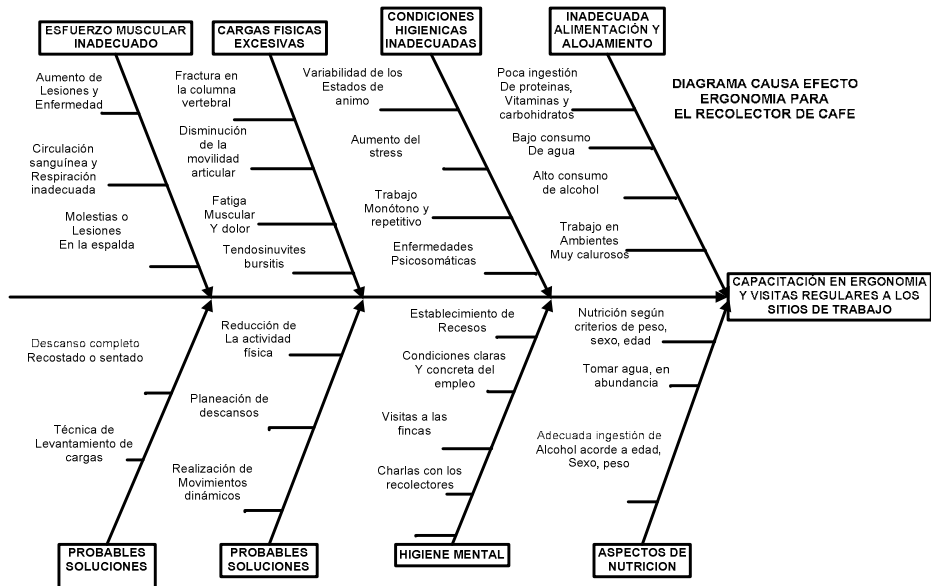 ESFUERZO MUSCULAR
INADECUADO
CARGAS FISICAS
EXCESIVAS
CONDICIONES
HIGIENICAS
INADECUADAS
INADECUADA
ALIMENTACIÓN Y
ALOJAMIENTO
DIAGRAMA CAUSA EFECTO
ERGONOMIA PARA
EL RECOLECTOR DE CAFE
Aumento de
Lesiones y
Enfermedad
Circulación
sanguínea y
Respiración
inadecuada
Molestias o
Lesiones
En la espalda
Fractura en
la columna
vertebral
Disminución
de la
movilidad
articular
Fatiga
Muscular
Y dolor
Tendosinuvites
bursitis
Variabilidad de los
Estados de
animo
Aumento del
stress
Trabajo
Monótono y
repetitivo
Enfermedades
Psicosomáticas
Poca ingestión
De proteinas,
Vitaminas y
carbohidratos
Bajo consumo
De agua
Alto consumo
de alcohol
Trabajo en
Ambientes
Muy calurosos
CAPACITACIÓN EN ERGONOMIA
Y VISITAS REGULARES A LOS
SITIOS DE TRABAJO
Descanso completo
Recostado o sentado
Técnica de
Levantamiento de
cargas
Reducción de
La actividad
física
Planeación de
descansos
Realización de
Movimientos
dinámicos
Establecimiento de
Recesos
Condiciones claras
Y concreta del
empleo
Visitas a las
fincas
Charlas con los
recolectores
Nutrición según
criterios de peso,
sexo, edad
Tomar agua, en
abundancia
Adecuada ingestión de
Alcohol acorde a edad,
Sexo, peso
PROBABLES
SOLUCIONES
PROBABLES
SOLUCIONES
HIGIENE MENTAL
ASPECTOS DE
NUTRICION